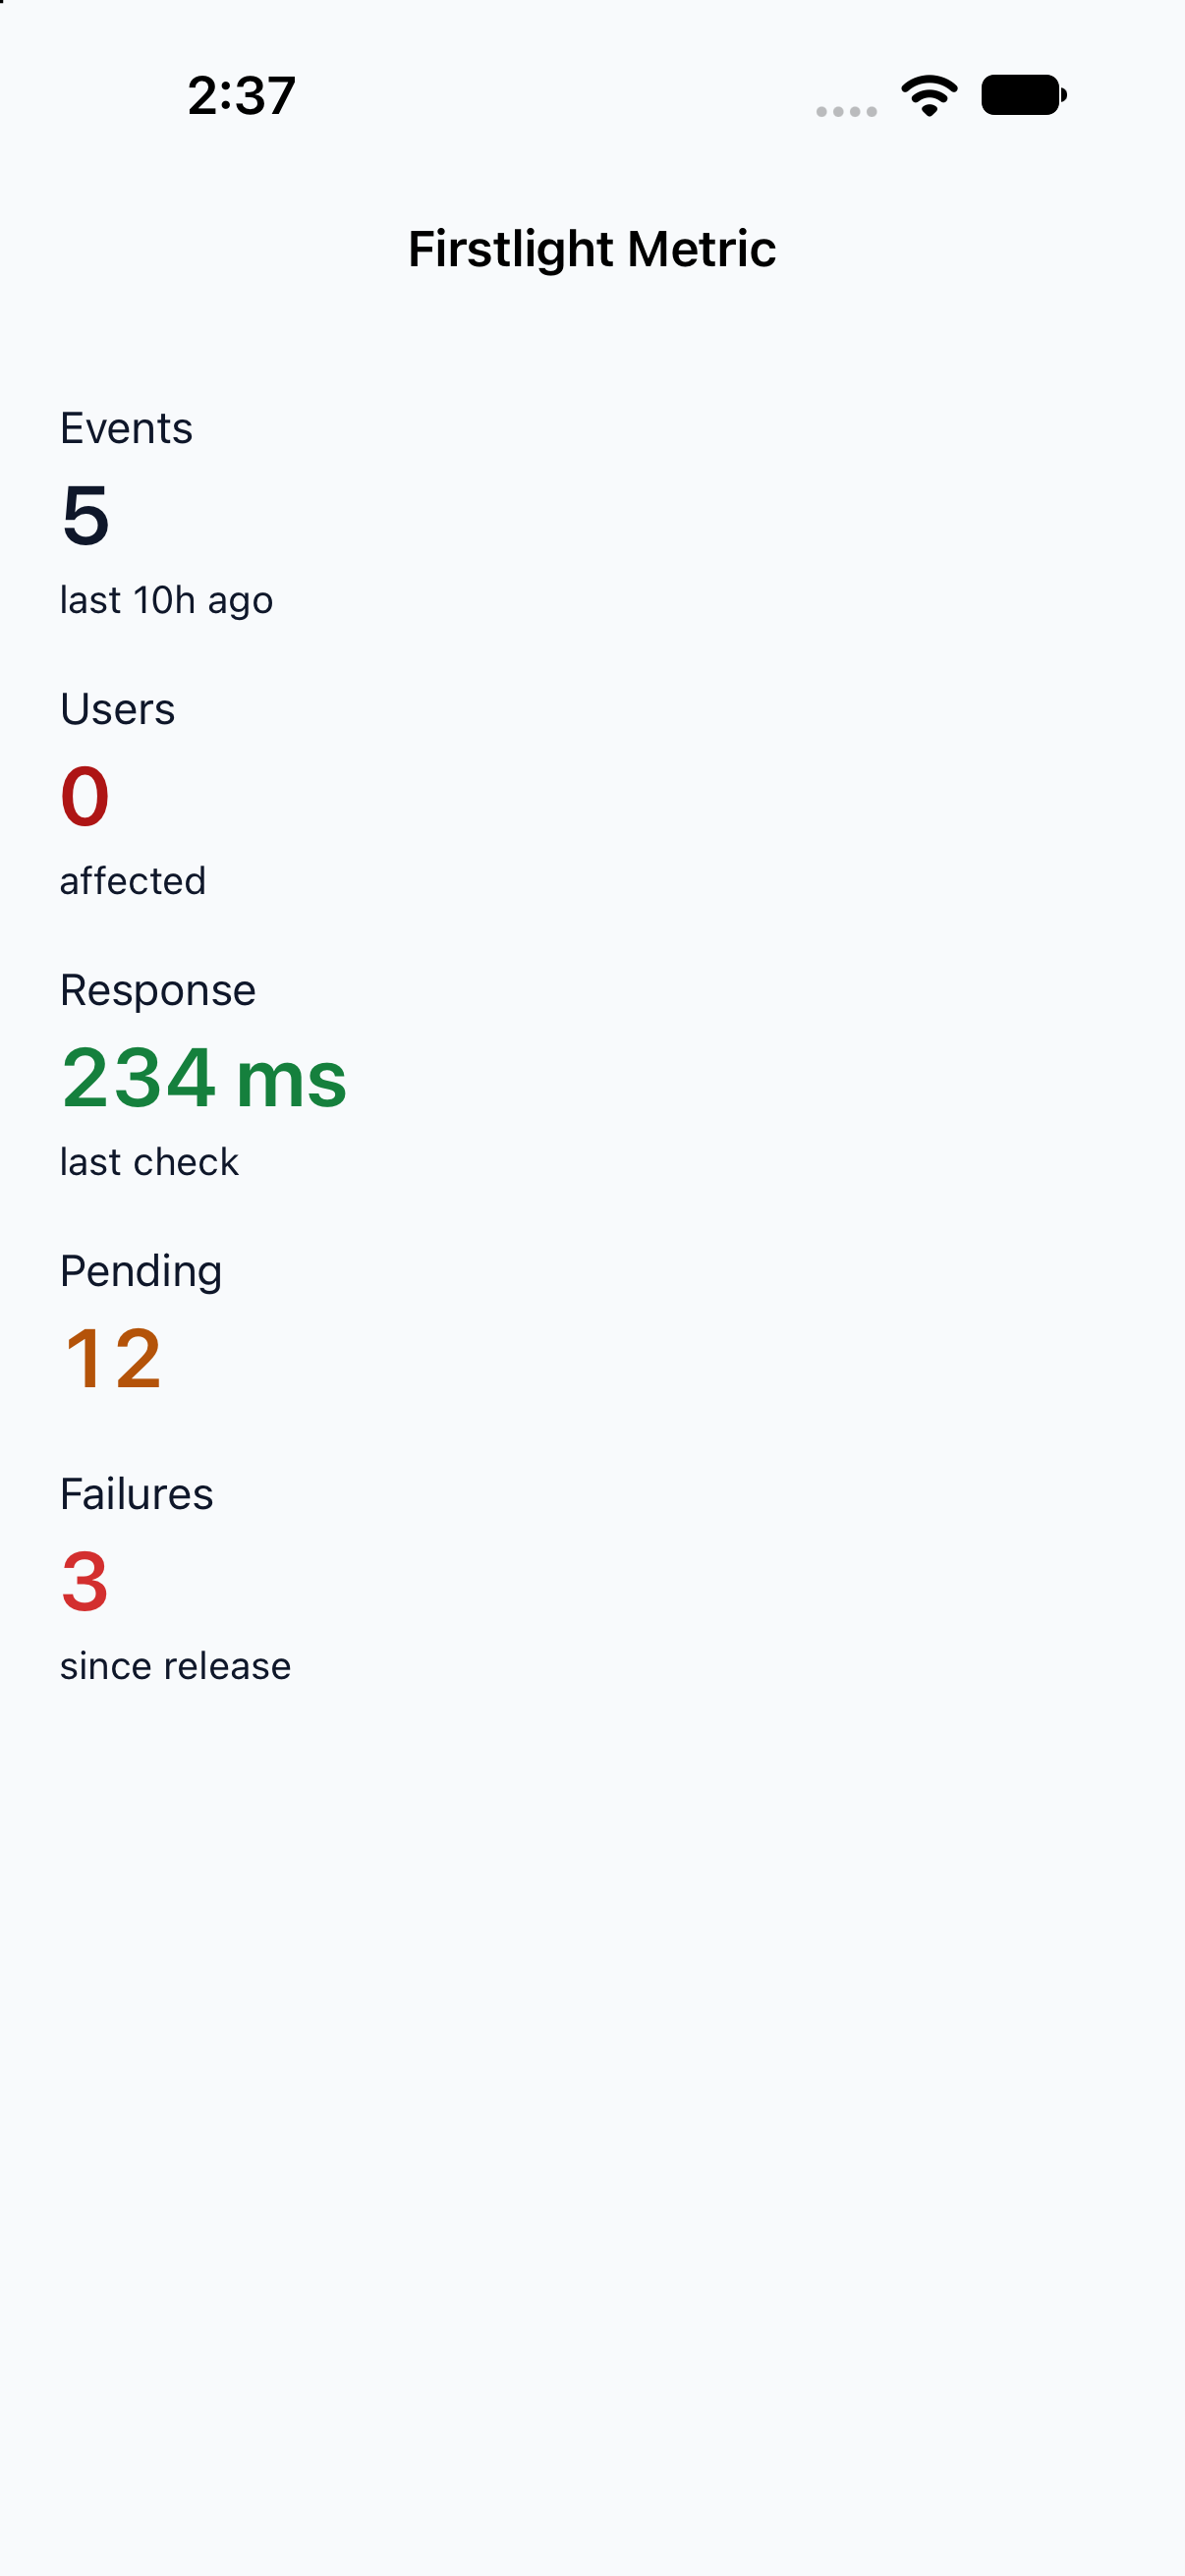 2:37
Firstlight Metric
Events
5
last 10h ago
Users
0
affected
Response
234 ms
last check
Pending
12
Failures
3
since release